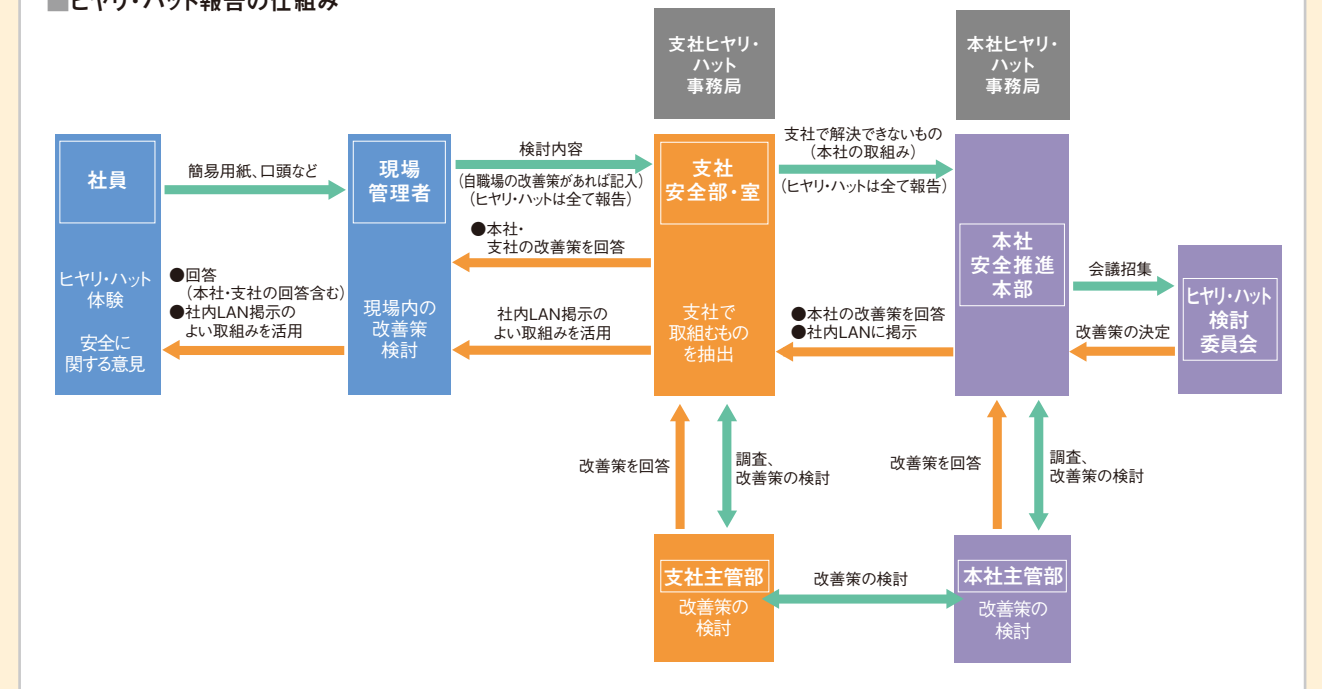 ■ヒヤリ・ハット報告の仕組み
支社ヒヤリ・
ハット
事務局
本社ヒヤリ・
ハット
事務局
社員
ヒヤリ・ハット
体験
安全に
関する意見
簡易用紙、口頭など
●回答
(本社・支社の回答含む)
●社内LAN掲示の
よい取組みを活用
現場
管理者
現場内の
改善策
検討
検討内容
(自職場の改善策があれば記入)
(ヒヤリ・ハットは全て報告)
●本社・
支社の改善策を回答
社内LAN掲示の
よい取組みを活用
支社
安全部・室
支社で
取組むもの
を抽出
支社で解決できないもの
(本社の取組み)
(ヒヤリ・ハットは全て報告)
●本社の改善策を回答
●社内LANに掲示
本社
安全推進
本部
会議招集
改善策の決定
ヒヤリ・ハット
検討
委員会
改善策を回答
調査、
改善策の検討
改善策を回答
調査、
改善策の検討
支社主管部
改善策の
検討
改善策の検討
本社主管部
改善策の
検討